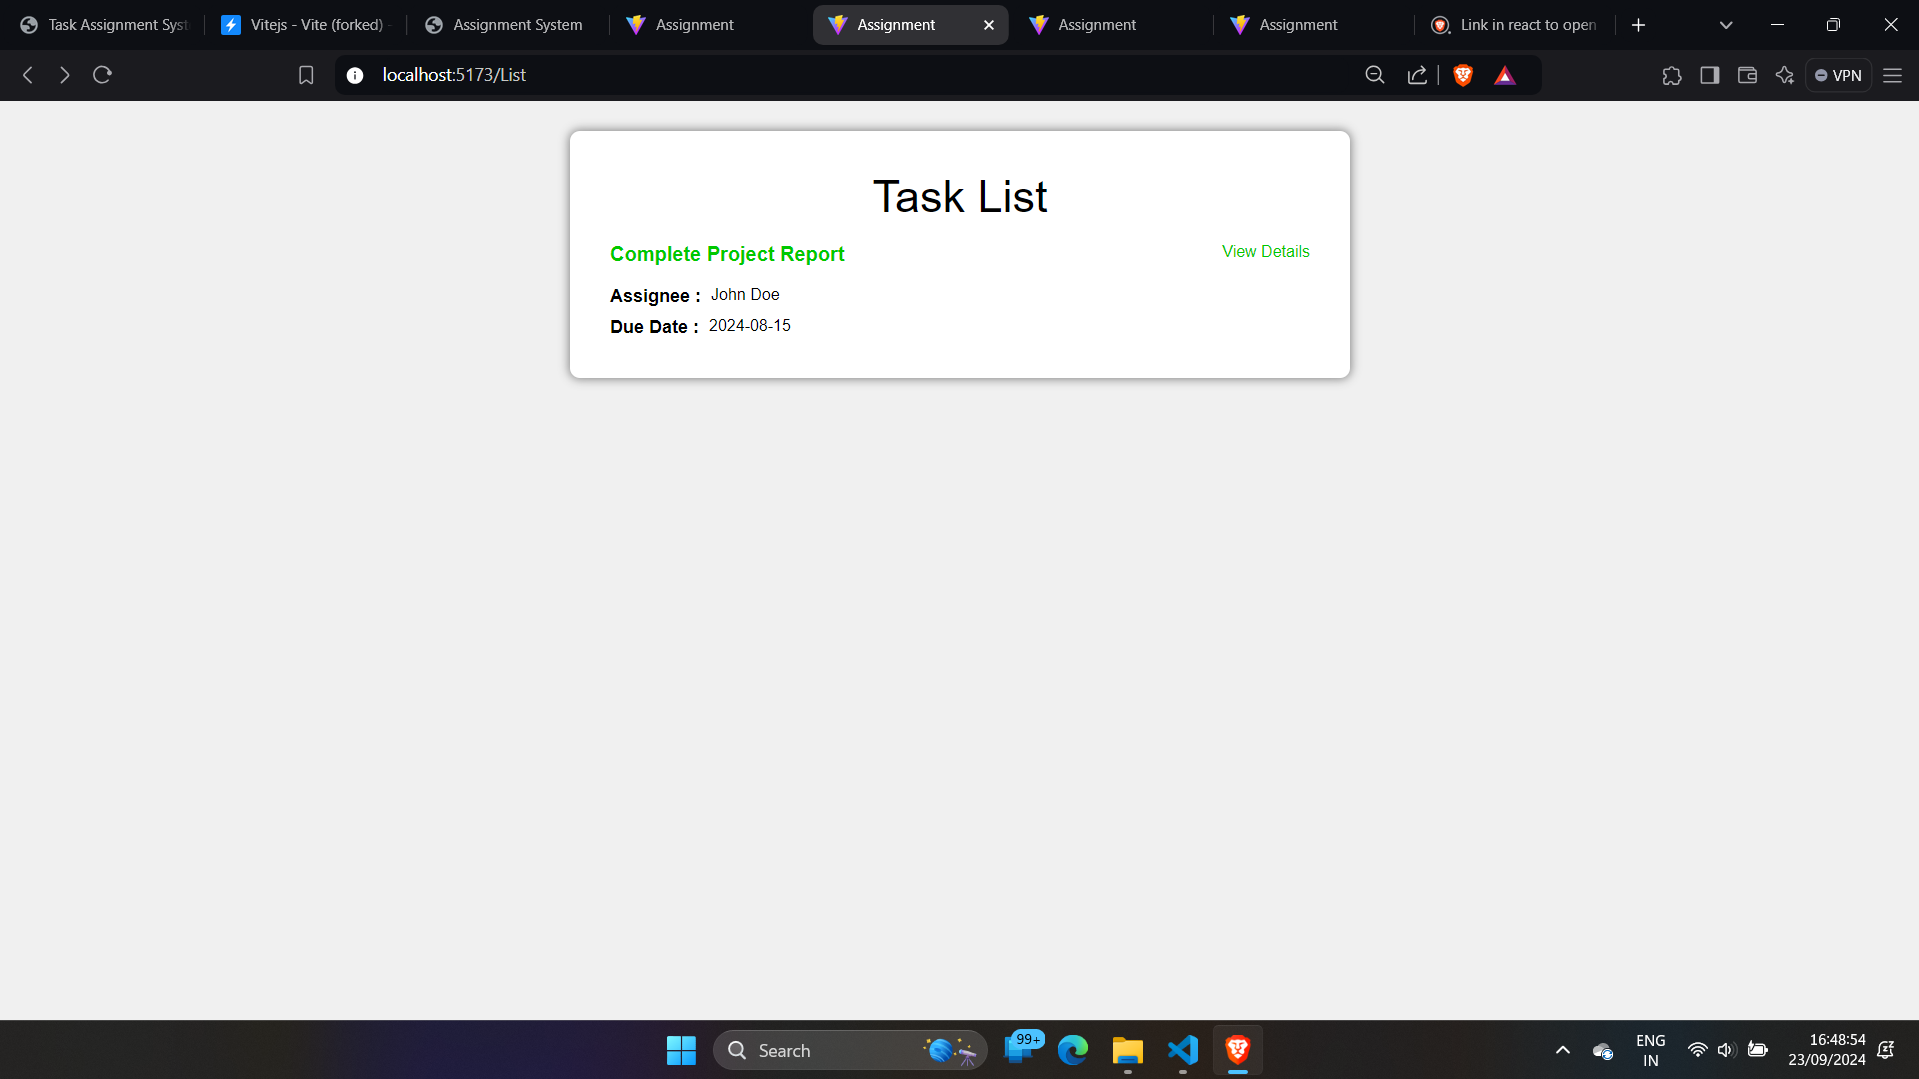 Task Assignment Syst
Vitejs - Vite (forked)
Assignment System
Assignment
Assignment
Assignment
Assignment
Link in react to open
localhost:5173/List
VPN
Task List
Complete Project Report
View Details
Assignee : John Doe
Due Date : 2024-08-15
Search
99+
ENG
IN
16:48:54
23/09/2024